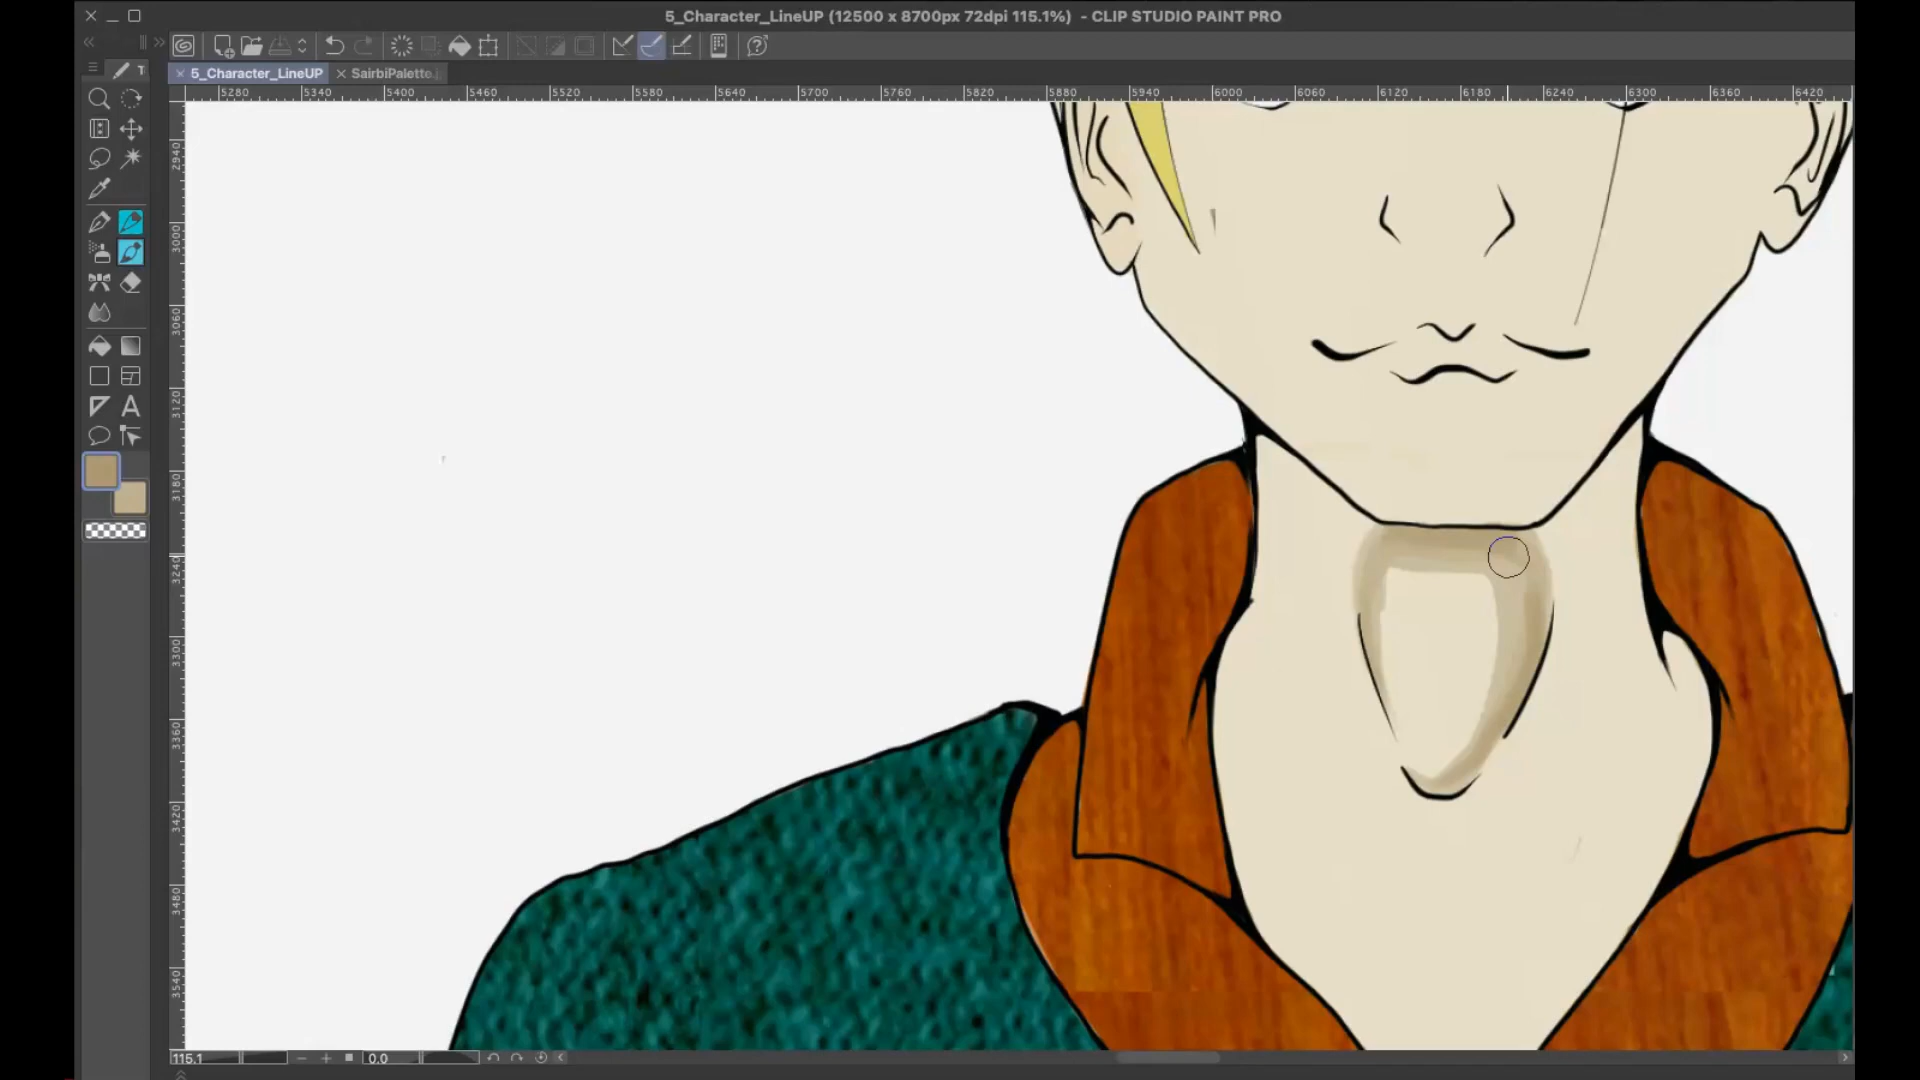 5_Character_LineUP (12500 x 8700px 72dpi 115.1%) - CLIP STUDIO PAINT PRO
5_Character_LineUP
SairbiPalette.j
5280 5340 5400 5460 5520 5580 5640 5700 5760 5820 5880 5940 6000 6060 6120 6180 6240 6300 6360 6420
2940
3000
3060
3120
3180
3240
3300
3360
3420
3480
3540
A
115.1
0.0